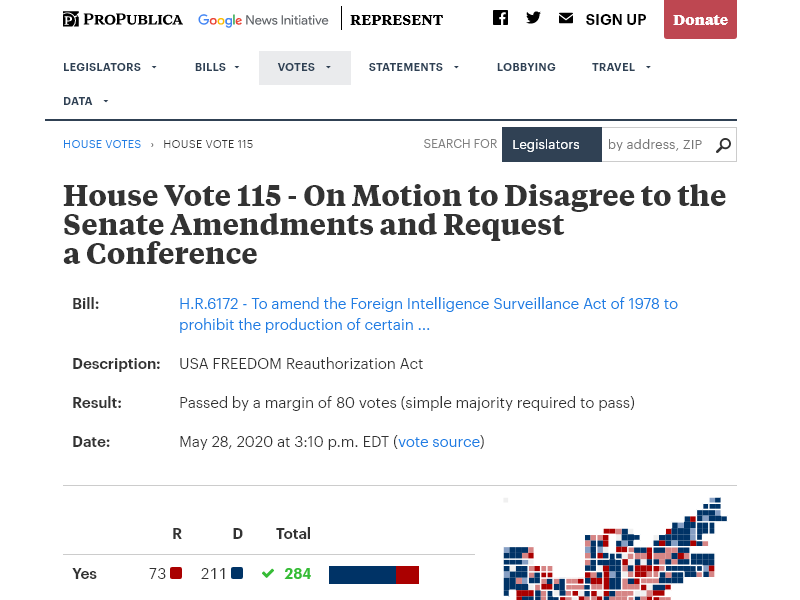 PROPUBLICA Google News Initiative REPRESENT SIGN UP Donate
LEGISLATORS BILLS VOTES STATEMENTS LOBBYING TRAVEL
DATA
HOUSE VOTES › HOUSE VOTE 115 SEARCH FOR Legislators by address, ZIP
House Vote 115 - On Motion to Disagree to the
Senate Amendments and Request
a Conference
Bill: H.R.6172 - To amend the Foreign Intelligence Surveillance Act of 1978 to
prohibit the production of certain ...
Description: USA FREEDOM Reauthorization Act
Result: Passed by a margin of 80 votes (simple majority required to pass)
Date: May 28, 2020 at 3:10 p.m. EDT (vote source)
R D Total
Yes 73 211 284